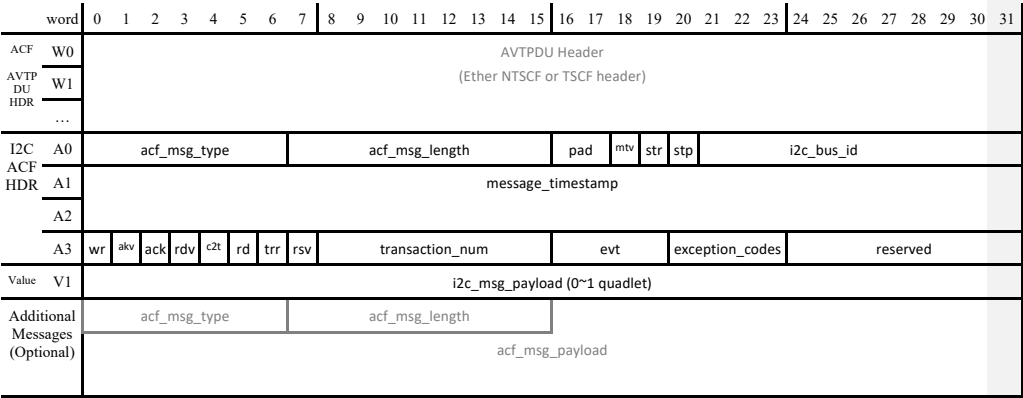 word 0 1 2 3 4 5 6 7 8 9 10 11 12 13 14 15 16 17 18 19 20 21 22 23 24 25 26 27 28 29 30 31
ACF W0 AVTPDU Header
AVTP W1 (Ether NTSCF or TSCF header)
DU
HDR
...
I2C A0 acf_msg_type acf_msg_length pad mtv str stp i2c_bus_id
ACF
HDR A1 message_timestamp
A2
A3 wr akv ack rdv c2t rd trr rsv transaction_num evt exception_codes reserved
Value V1 i2c_msg_payload (0~1 quadlet)
Additional acf_msg_type acf_msg_length
Messages
(Optional) acf_msg_payload